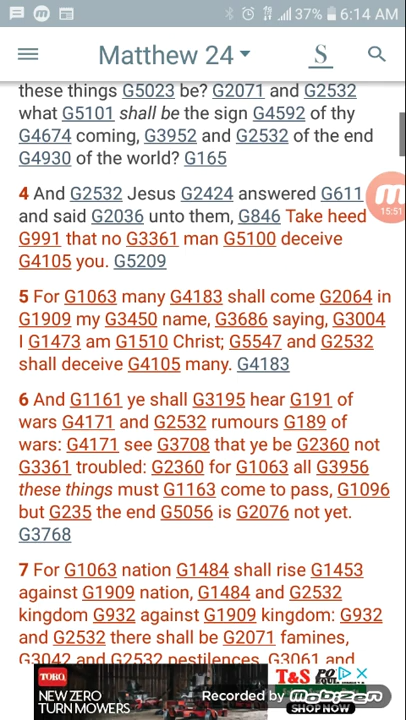 37% 6:14 AM
Matthew 24 S
these things G5023 be? G2071 and G2532
what G5101 shall be the sign G4592 of thy
G4674 coming, G3952 and G2532 of the end
G4930 of the world? G165
4 And G2532 Jesus G2424 answered G611
and said G2036 unto them, G846 Take heed
G991 that no G3361 man G5100 deceive
G4105 you. G5209
15:51
5 For G1063 many G4183 shall come G2064 in
G1909 my G3450 name, G3686 saying, G3004
I G1473 am G1510 Christ; G5547 and G2532
shall deceive G4105 many. G4183
6 And G1161 ye shall G3195 hear G191 of
wars G4171 and G2532 rumours G189 of
wars: G4171 see G3708 that ye be G2360 not
G3361 troubled: G2360 for G1063 all G3956
these things must G1163 come to pass, G1096
but G235 the end G5056 is G2076 not yet.
G3768
7 For G1063 nation G1484 shall rise G1453
against G1909 nation, G1484 and G2532
kingdom G932 against G1909 kingdom: G932
and G2532 there shall be G2071 famines,
G3042 and G2532 pestilences, G3061 and
TORO
NEW ZERO
TURN MOWERS
T&S
Recorded by mobizen
SHOP NOW